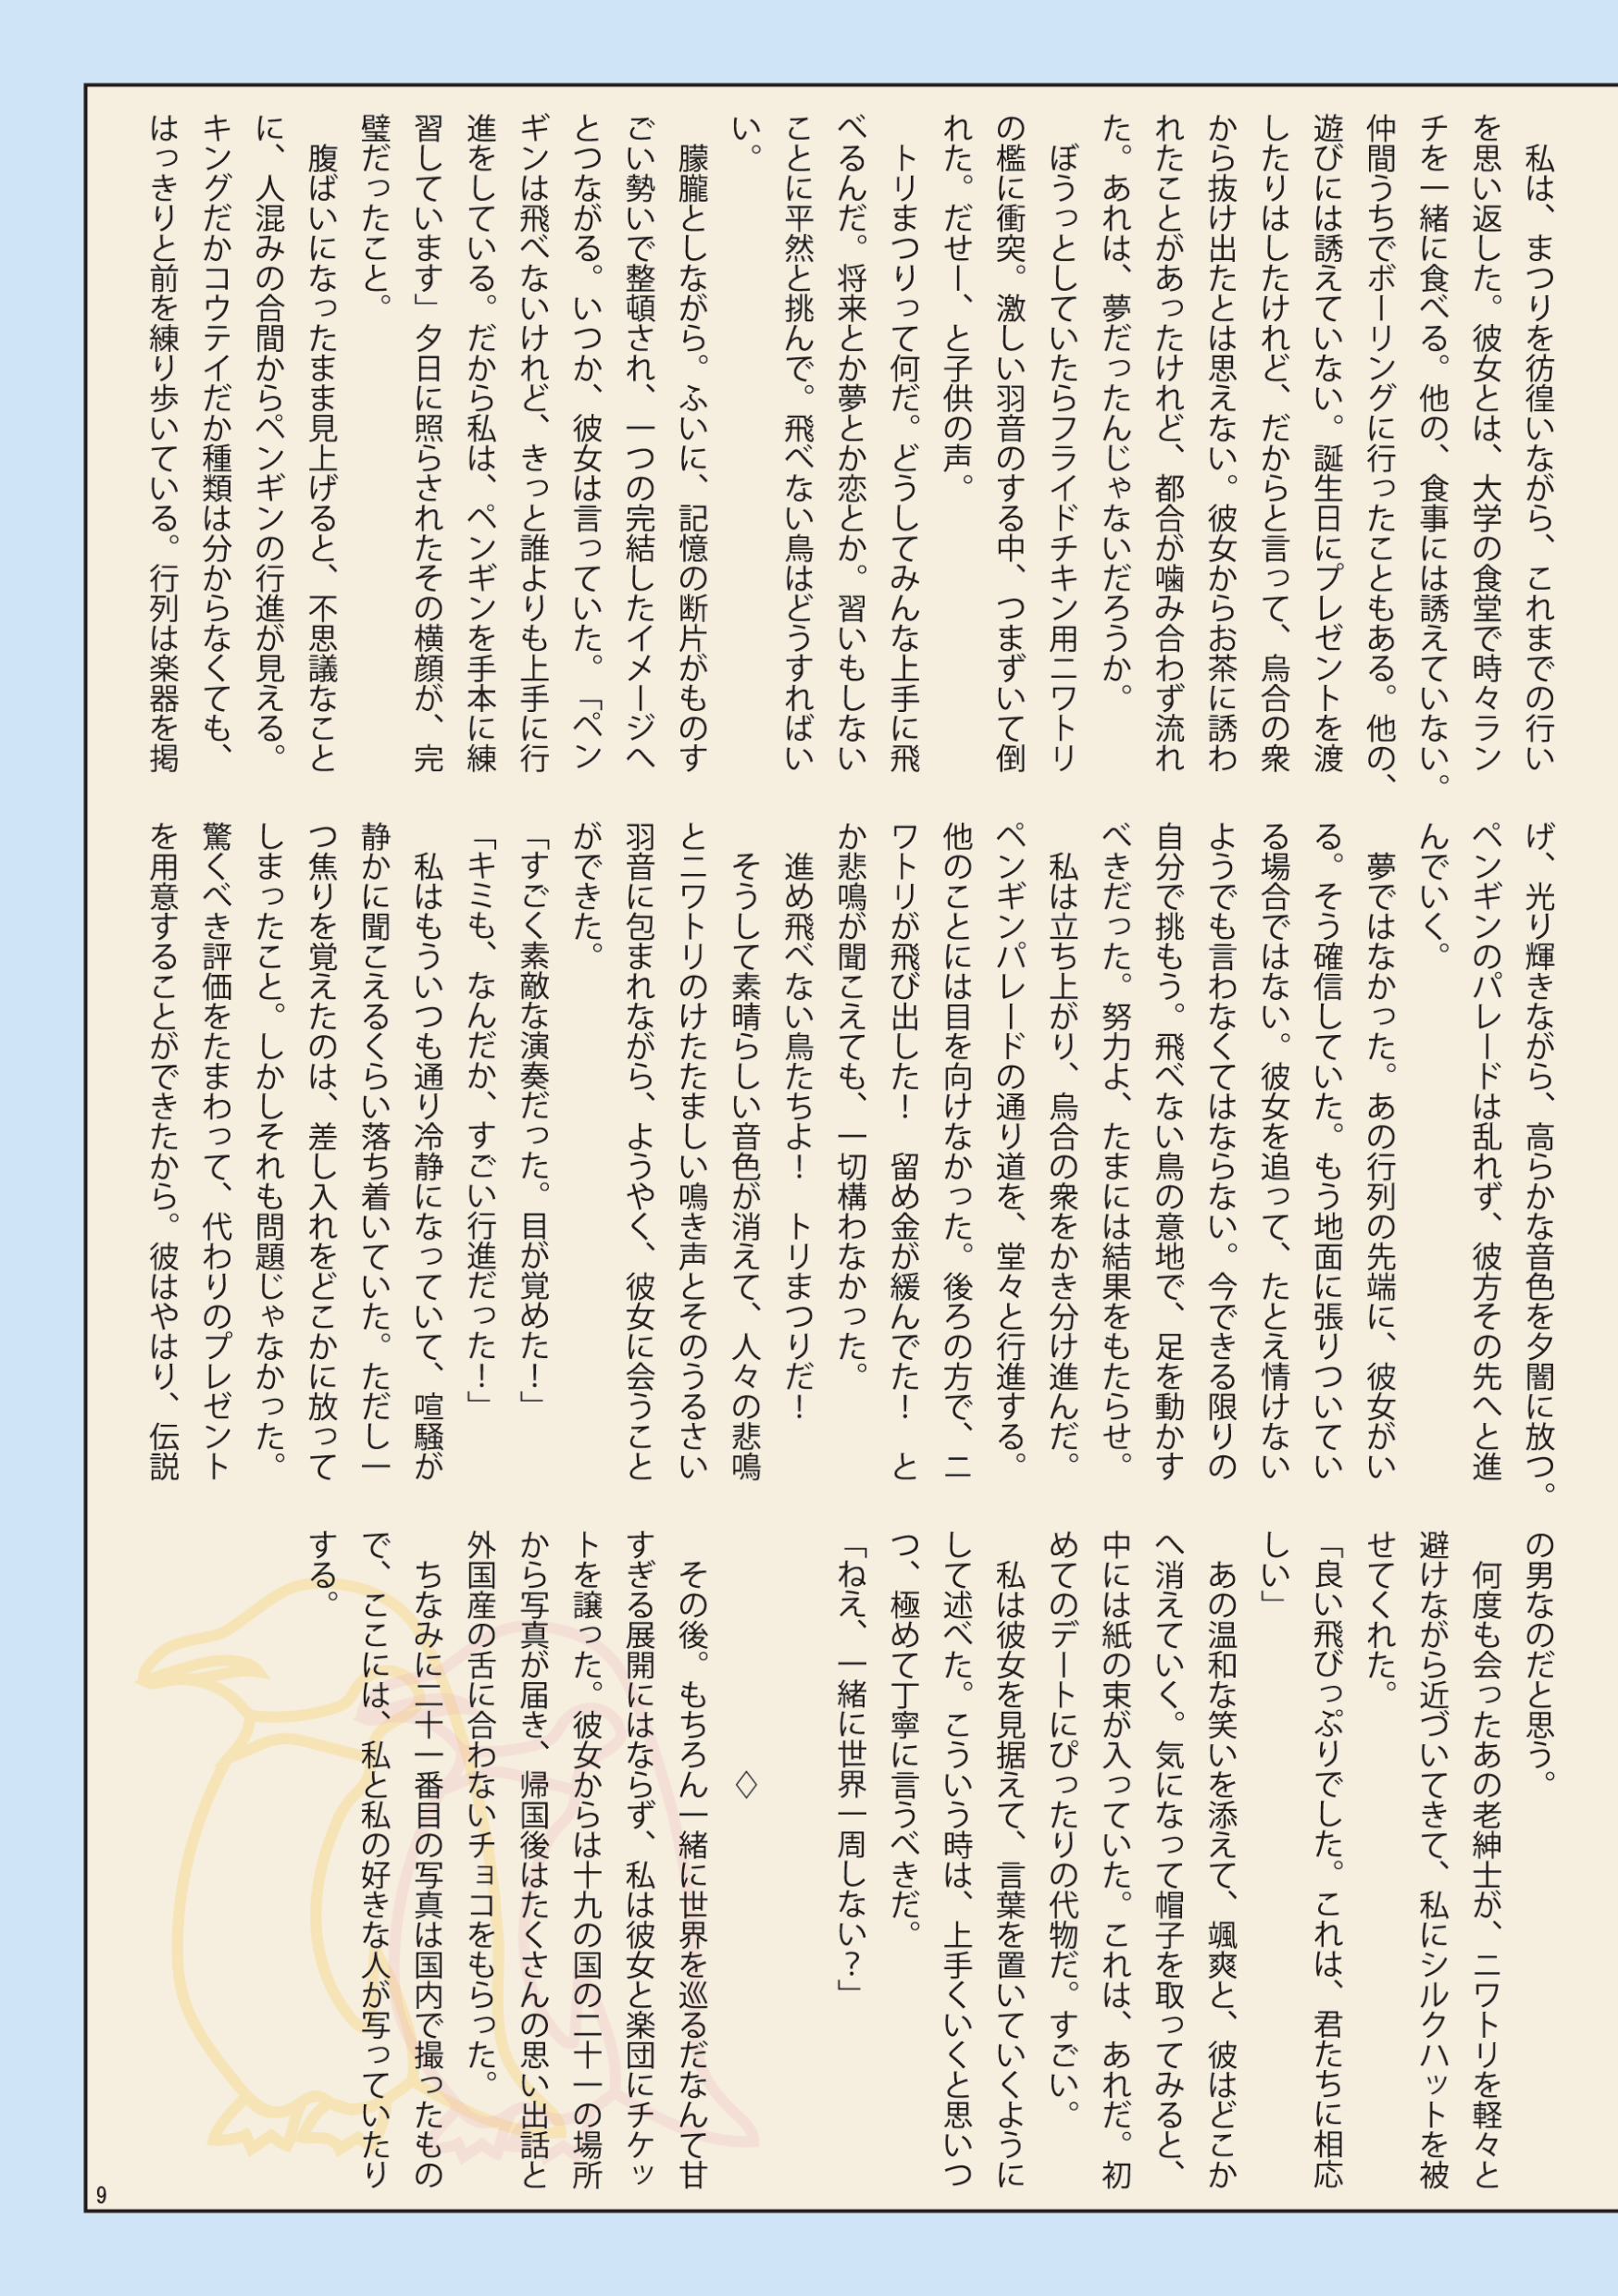 私は、まつりを彷徨いながら、これまでの行い
を思い返した。彼女とは、大学の食堂で時々ラン
チを一緒に食べる。他の、食事には誘えていない。
仲間うちでボーリングに行ったこともある。他の、
遊びには誘えていない。誕生日にプレゼントを渡
したりはしたけれど、だからと言って、烏合の衆
から抜け出たとは思えない。彼女からお茶に誘わ
れたことがあったけれど、都合が噛み合わず流れ
た。あれは、夢だったんじゃないだろうか。
ぼうっとしていたらフライドチキン用ニワトリ
の檻に衝突。激しい羽音のする中、つまずいて倒
れた。だせー、と子供の声。
トリまつりって何だ。どうしてみんな上手に飛
べるんだ。将来とか夢とか恋とか。習いもしない
ことに平然と挑んで。飛べない鳥はどうすればい
い。
朦朧としながら。ふいに、記憶の断片がものす
ごい勢いで整頓され、一つの完結したイメージへ
とつながる。いつか、彼女は言っていた。「ペン
ギンは飛べないけれど、きっと誰よりも上手に行
進をしている。だから私は、ペンギンを手本に練
習しています」夕日に照らされたその横顔が、完
璧だったこと。
腹ばいになったまま見上げると、不思議なこと
に、人混みの合間からペンギンの行進が見える。
キングだかコウテイだか種類は分からなくても、
はっきりと前を練り歩いている。行列は楽器を掲
げ、光り輝きながら、高らかな音色を夕闇に放つ。
ペンギンのパレードは乱れず、彼方その先へと進
んでいく。
夢ではなかった。あの行列の先端に、彼女がい
る。そう確信していた。もう地面に張りついてい
る場合ではない。彼女を追って、たとえ情けない
ようでも言わなくてはならない。今できる限りの
自分で挑もう。飛べない鳥の意地で、足を動かす
べきだった。努力よ、たまには結果をもたらせ。
私は立ち上がり、烏合の衆をかき分け進んだ。
ペンギンパレードの通り道を、堂々と行進する。
他のことには目を向けなかった。後ろの方で、ニ
ワトリが飛び出した！　留め金が緩んでた！　と
か悲鳴が聞こえても、一切構わなかった。
進め飛べない鳥たちよ！　トリまつりだ！
そうして素晴らしい音色が消えて、人々の悲鳴
とニワトリのけたたましい鳴き声とそのうるさい
羽音に包まれながら、ようやく、彼女に会うこと
ができた。
「すごく素敵な演奏だった。目が覚めた！」
「キミも、なんだか、すごい行進だった！」
私はもういつも通り冷静になっていて、喧騒が
静かに聞こえるくらい落ち着いていた。ただし一
つ焦りを覚えたのは、差し入れをどこかに放って
しまったこと。しかしそれも問題じゃなかった。
驚くべき評価をたまわって、代わりのプレゼント
を用意することができたから。彼はやはり、伝説
の男なのだと思う。
何度も会ったあの老紳士が、ニワトリを軽々と
避けながら近づいてきて、私にシルクハットを被
せてくれた。
「良い飛びっぷりでした。これは、君たちに相応
しい」
あの温和な笑いを添えて、颯爽と、彼はどこか
へ消えていく。気になって帽子を取ってみると、
中には紙の束が入っていた。これは、あれだ。初
めてのデートにぴったりの代物だ。すごい。
私は彼女を見据えて、言葉を置いていくように
して述べた。こういう時は、上手くいくと思いつ
つ、極めて丁寧に言うべきだ。
「ねえ、一緒に世界一周しない？」
◇
その後。もちろん一緒に世界を巡るだなんて甘
すぎる展開にはならず、私は彼女と楽団にチケッ
トを譲った。彼女からは十九の国の二十一の場所
から写真が届き、帰国後はたくさんの思い出話と
外国産の舌に合わないチョコをもらった。
ちなみに二十一番目の写真は国内で撮ったもの
で、ここには、私と私の好きな人が写っていたり
する。
9